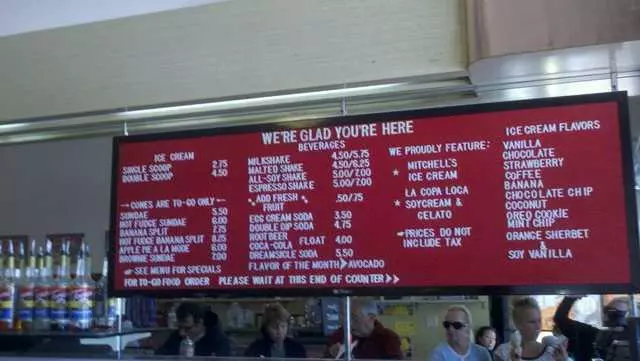 WE'RE GLAD YOU'RE HERE
ICE CREAM
SINGLE SCOOP 2.75
DOUBLE SCOOP 4.50
→CONES ARE TO-GO ONLY←
SUNDAE 5.50
HOT FUDGE SUNDAE 6.00
BANANA SPLIT 7.75
HOT FUDGE BANANA SPLIT 8.25
APPLE PIE A LA MODE 6.00
BROWNIE SUNDAE 7.00
→SEE MENU FOR SPECIALS
BEVERAGES
MILKSHAKE 4.50/5.75
MALTED SHAKE 4.50/6.25
ALL-SOY SHAKE 5.00/7.00
ESPRESSO SHAKE 5.00/7.00
ADD FRESH FRUIT .50/.75
EGG CREAM SODA 3.50
DOUBLE DIP SODA 4.75
ROOT BEER
COCA-COLA FLOAT 4.00
DREAMSICLE SODA 5.50
FLAVOR OF THE MONTH AVOCADO
WE PROUDLY FEATURE:
MITCHELL'S
* ICE CREAM
LA COPA LOCA
* SOYCREAM &
GELATO
→PRICES DO NOT
INCLUDE TAX
ICE CREAM FLAVORS
VANILLA
CHOCOLATE
STRAWBERRY
COFFEE
BANANA
CHOCOLATE CHIP
COCONUT
OREO COOKIE
MINT CHIP
ORANGE SHERBET
&
SOY VANILLA
FOR TO-GO FOOD ORDER PLEASE WAIT AT THIS END OF COUNTER